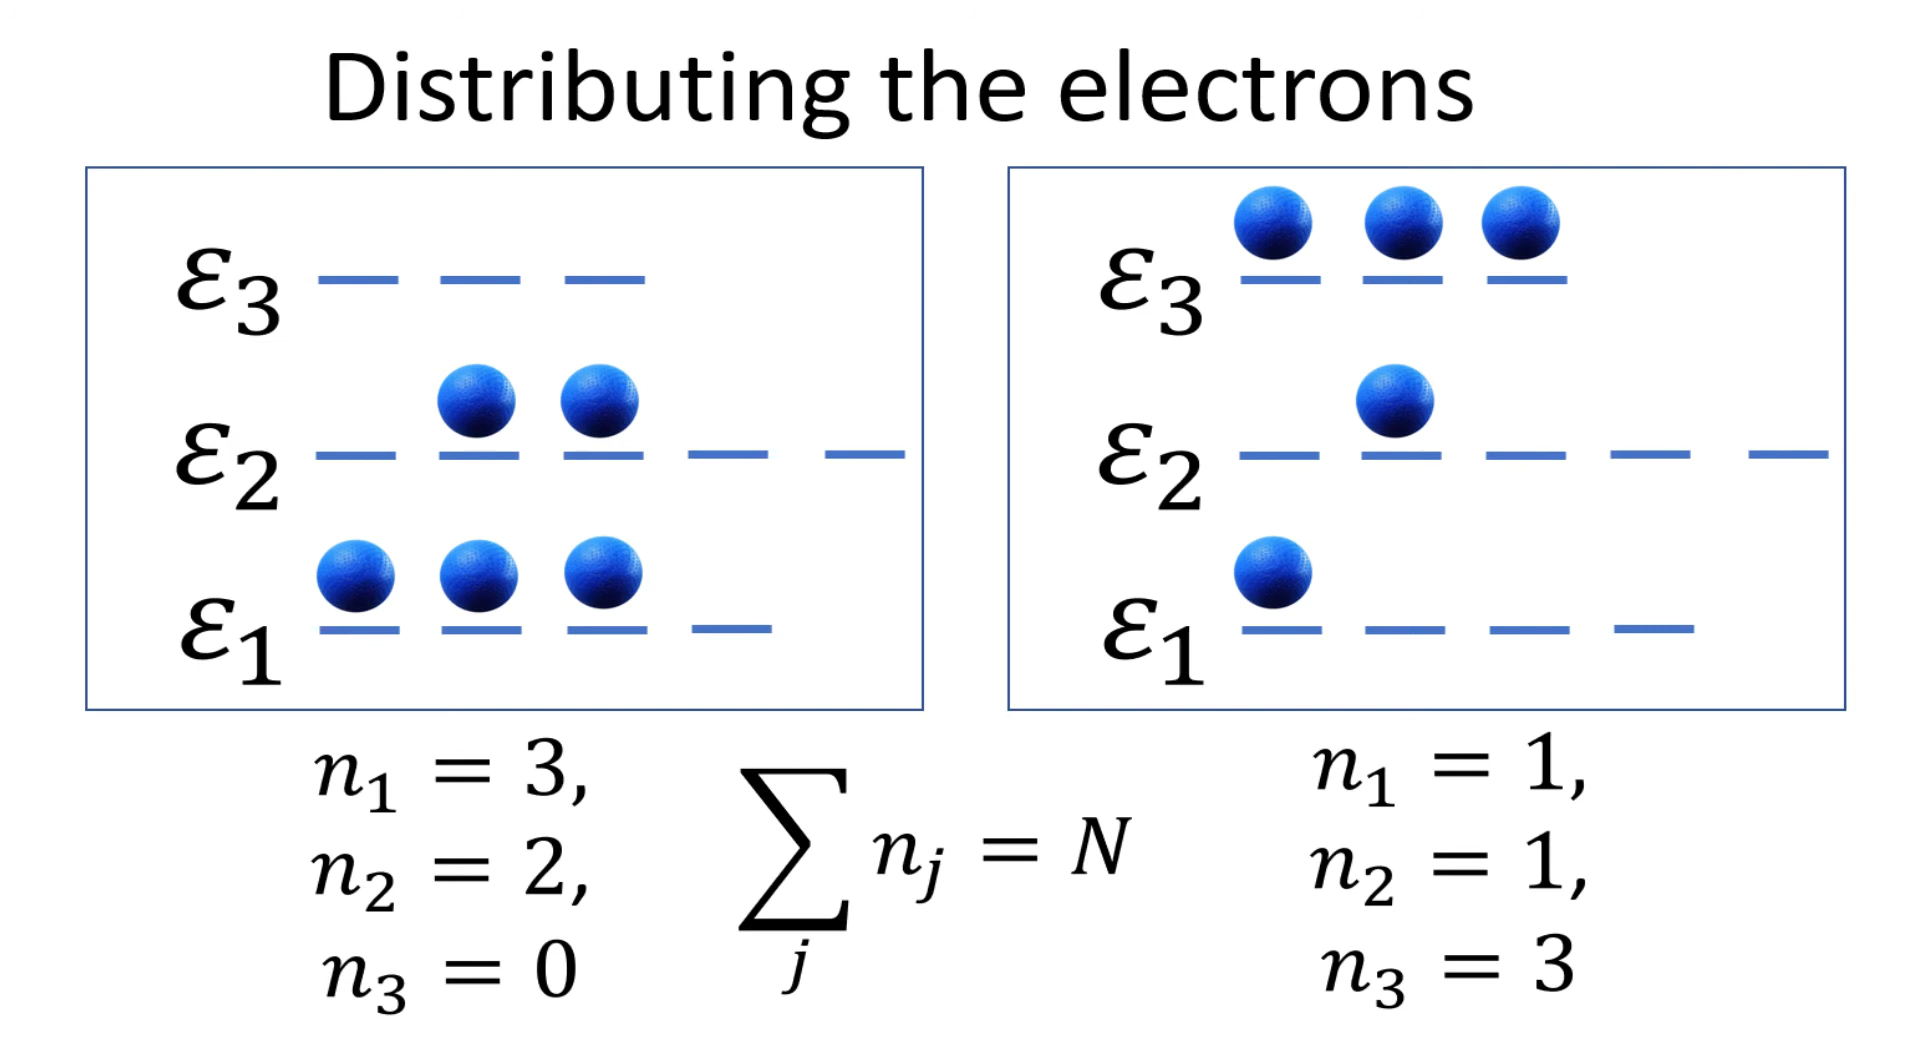 Distributing the electrons
ε₃
ε₂
ε₁
ε₃
ε₂
ε₁
n₁ = 3,
n₂ = 2,
n₃ = 0
∑ⱼ nⱼ = N
n₁ = 1,
n₂ = 1,
n₃ = 3